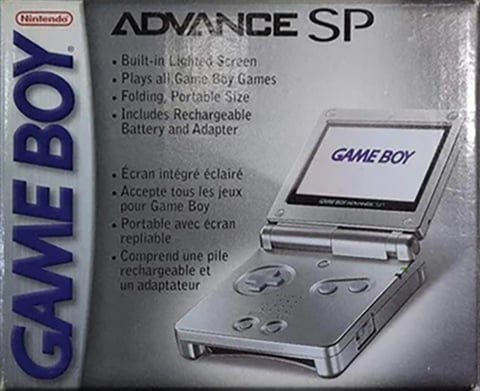 Nintendo®
GAME BOY®
ADVANCE SP
• Built-in Lighted Screen
• Plays all Game Boy Games
• Folding, Portable Size
• Includes Rechargeable
Battery and Adapter
• Écran intégré éclairé
• Accepte tous les jeux
pour Game Boy
• Portable avec écran
repliable
• Comprend une pile
rechargeable et
un adaptateur
GAME BOY
GAME BOY ADVANCE SP